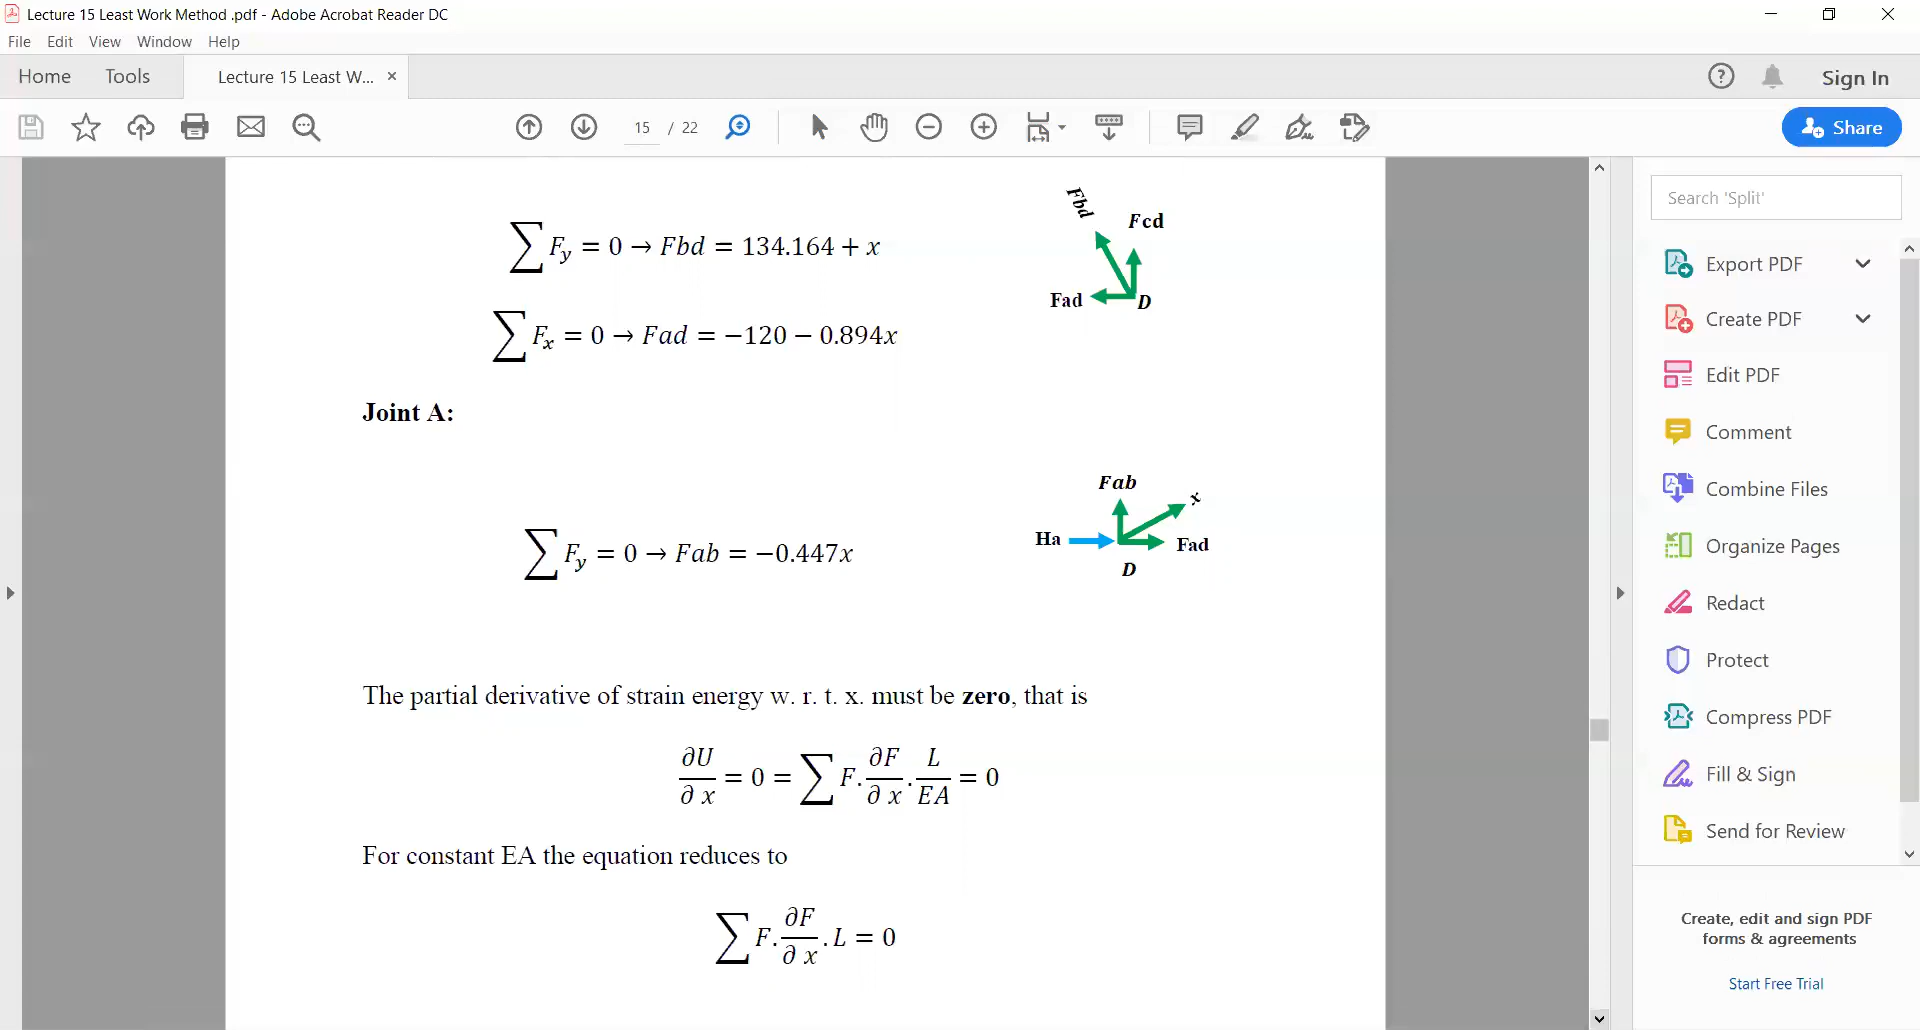 Lecture 15 Least Work Method .pdf - Adobe Acrobat Reader DC
File Edit View Window Help
Home Tools Lecture 15 Least W... × ? Sign In
15 / 22 Share
∑ F_y = 0 → Fbd = 134.164 + x
Fbd
Fcd
Fad
D
∑ F_x = 0 → Fad = −120 − 0.894x
Joint A:
Fab
x
Ha
Fad
D
∑ F_y = 0 → Fab = −0.447x
The partial derivative of strain energy w. r. t. x. must be zero, that is
∂U/∂ x = 0 = ∑ F. ∂F/∂ x . L/EA = 0
For constant EA the equation reduces to
∑ F. ∂F/∂ x . L = 0
Search 'Split'
Export PDF
Create PDF
Edit PDF
Comment
Combine Files
Organize Pages
Redact
Protect
Compress PDF
Fill & Sign
Send for Review
Create, edit and sign PDF
forms & agreements
Start Free Trial